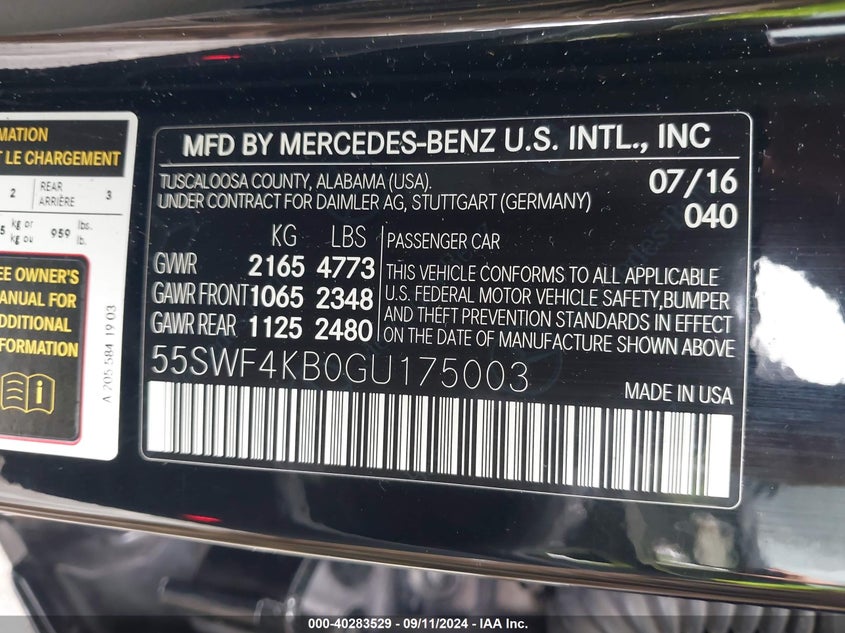 MATION
T LE CHARGEMENT
2 REAR ARRIÈRE 3
5 kg or kg ou 959 lbs. lb.
EE OWNER'S
MANUAL FOR
ADDITIONAL
INFORMATION
A 205 584 19 03
MFD BY MERCEDES-BENZ U.S. INTL., INC
TUSCALOOSA COUNTY, ALABAMA (USA).
UNDER CONTRACT FOR DAIMLER AG, STUTTGART (GERMANY)
07/16
040
KG LBS
GVWR 2165 4773
GAWR FRONT 1065 2348
GAWR REAR 1125 2480
PASSENGER CAR
THIS VEHICLE CONFORMS TO ALL APPLICABLE
U.S. FEDERAL MOTOR VEHICLE SAFETY,BUMPER
AND THEFT PREVENTION STANDARDS IN EFFECT
ON THE DATE OF MANUFACTURE SHOWN ABOVE
55SWF4KB0GU175003
MADE IN USA
000-40283529 - 09/11/2024 - IAA Inc.